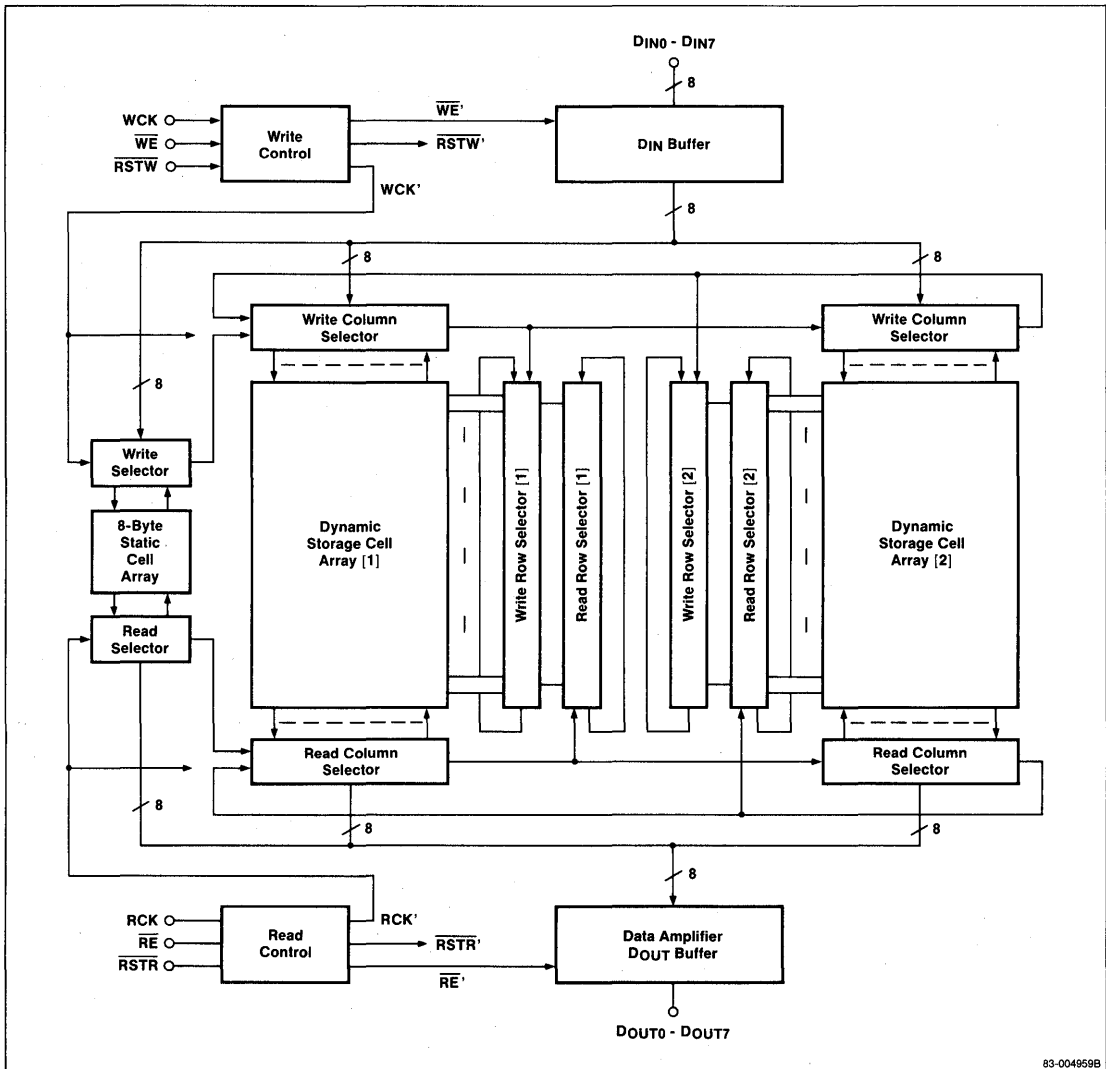 DIN0 - DIN7
8
WCK
WE
RSTW
Write
Control
WE'
RSTW'
WCK'
DIN Buffer
8
8
8
Write Column
Selector
Write Column
Selector
8
Write
Selector
8-Byte
Static
Cell
Array
Read
Selector
Dynamic
Storage Cell
Array [1]
Write Row Selector [1]
Read Row Selector [1]
Write Row Selector [2]
Read Row Selector [2]
Dynamic
Storage Cell
Array [2]
Read Column
Selector
Read Column
Selector
8
8
8
8
RCK
RE
RSTR
Read
Control
RCK'
RSTR'
RE'
Data Amplifier
DOUT Buffer
DOUT0 - DOUT7
83-004959B